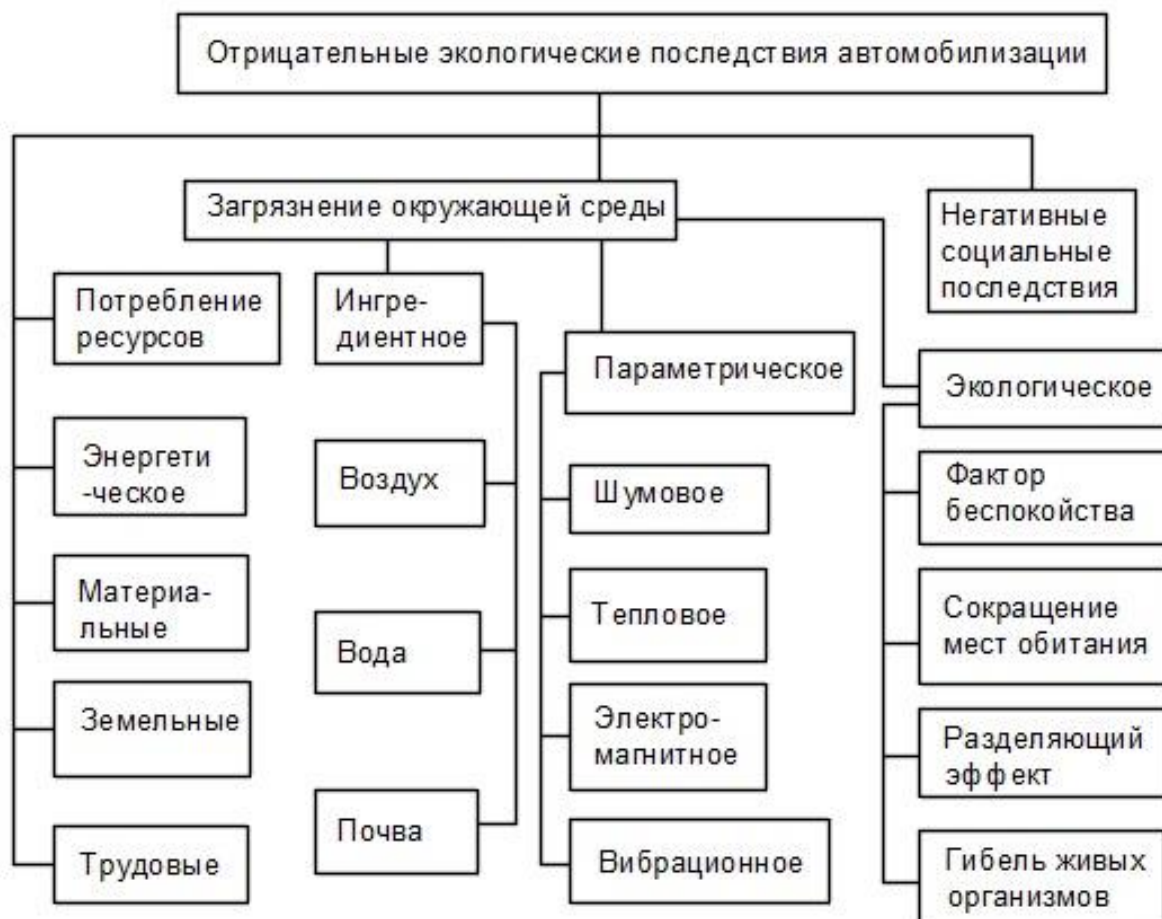 Отрицательные экологические последствия автомобилизации
Загрязнение окружающей среды
Негативные
социальные
последствия
Потребление
ресурсов
Энергети
-ческое
Материа-
льные
Земельные
Трудовые
Ингре-
диентное
Воздух
Вода
Почва
Параметрическое
Шумовое
Тепловое
Электро-
магнитное
Вибрационное
Экологическое
Фактор
беспокойства
Сокращение
мест обитания
Разделяющий
эффект
Гибель живых
организмов